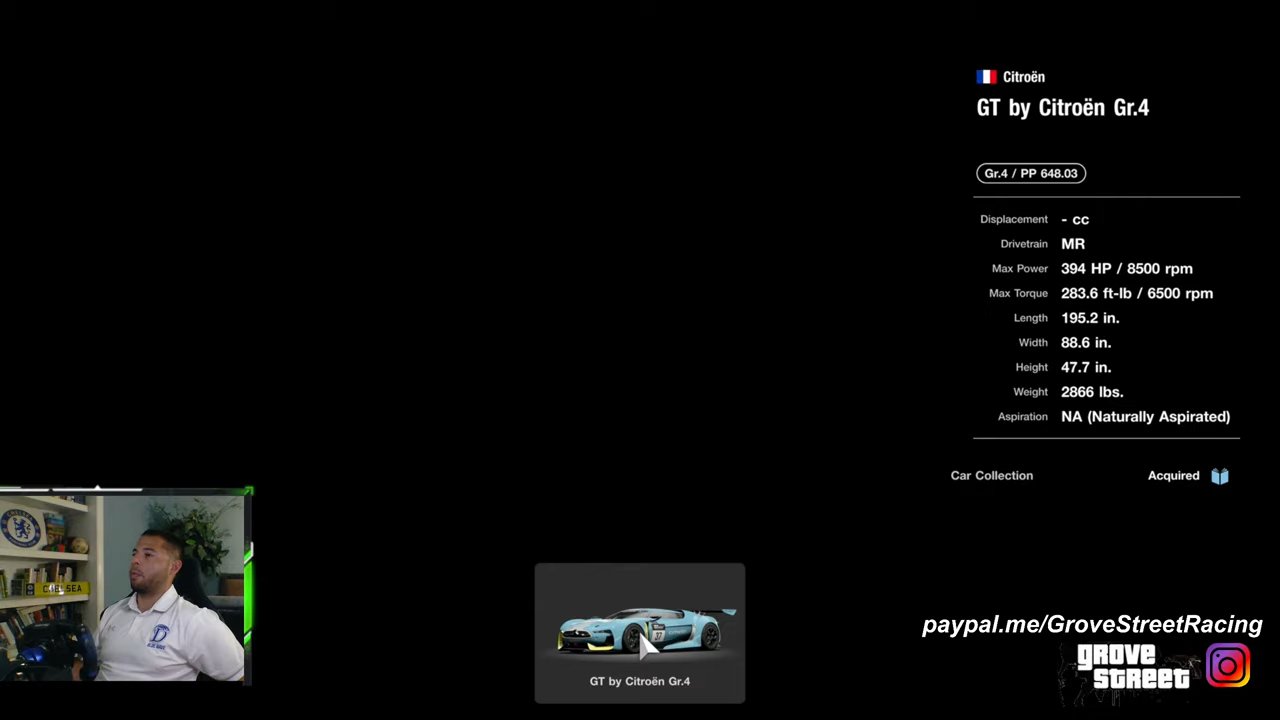 Citroën
GT by Citroën Gr.4
Gr.4 / PP 648.03
Displacement - cc
Drivetrain MR
Max Power 394 HP / 8500 rpm
Max Torque 283.6 ft-lb / 6500 rpm
Length 195.2 in.
Width 88.6 in.
Height 47.7 in.
Weight 2866 lbs.
Aspiration NA (Naturally Aspirated)
Car Collection Acquired
CHELSEA
GT by Citroën Gr.4
paypal.me/GroveStreetRacing
grove
street